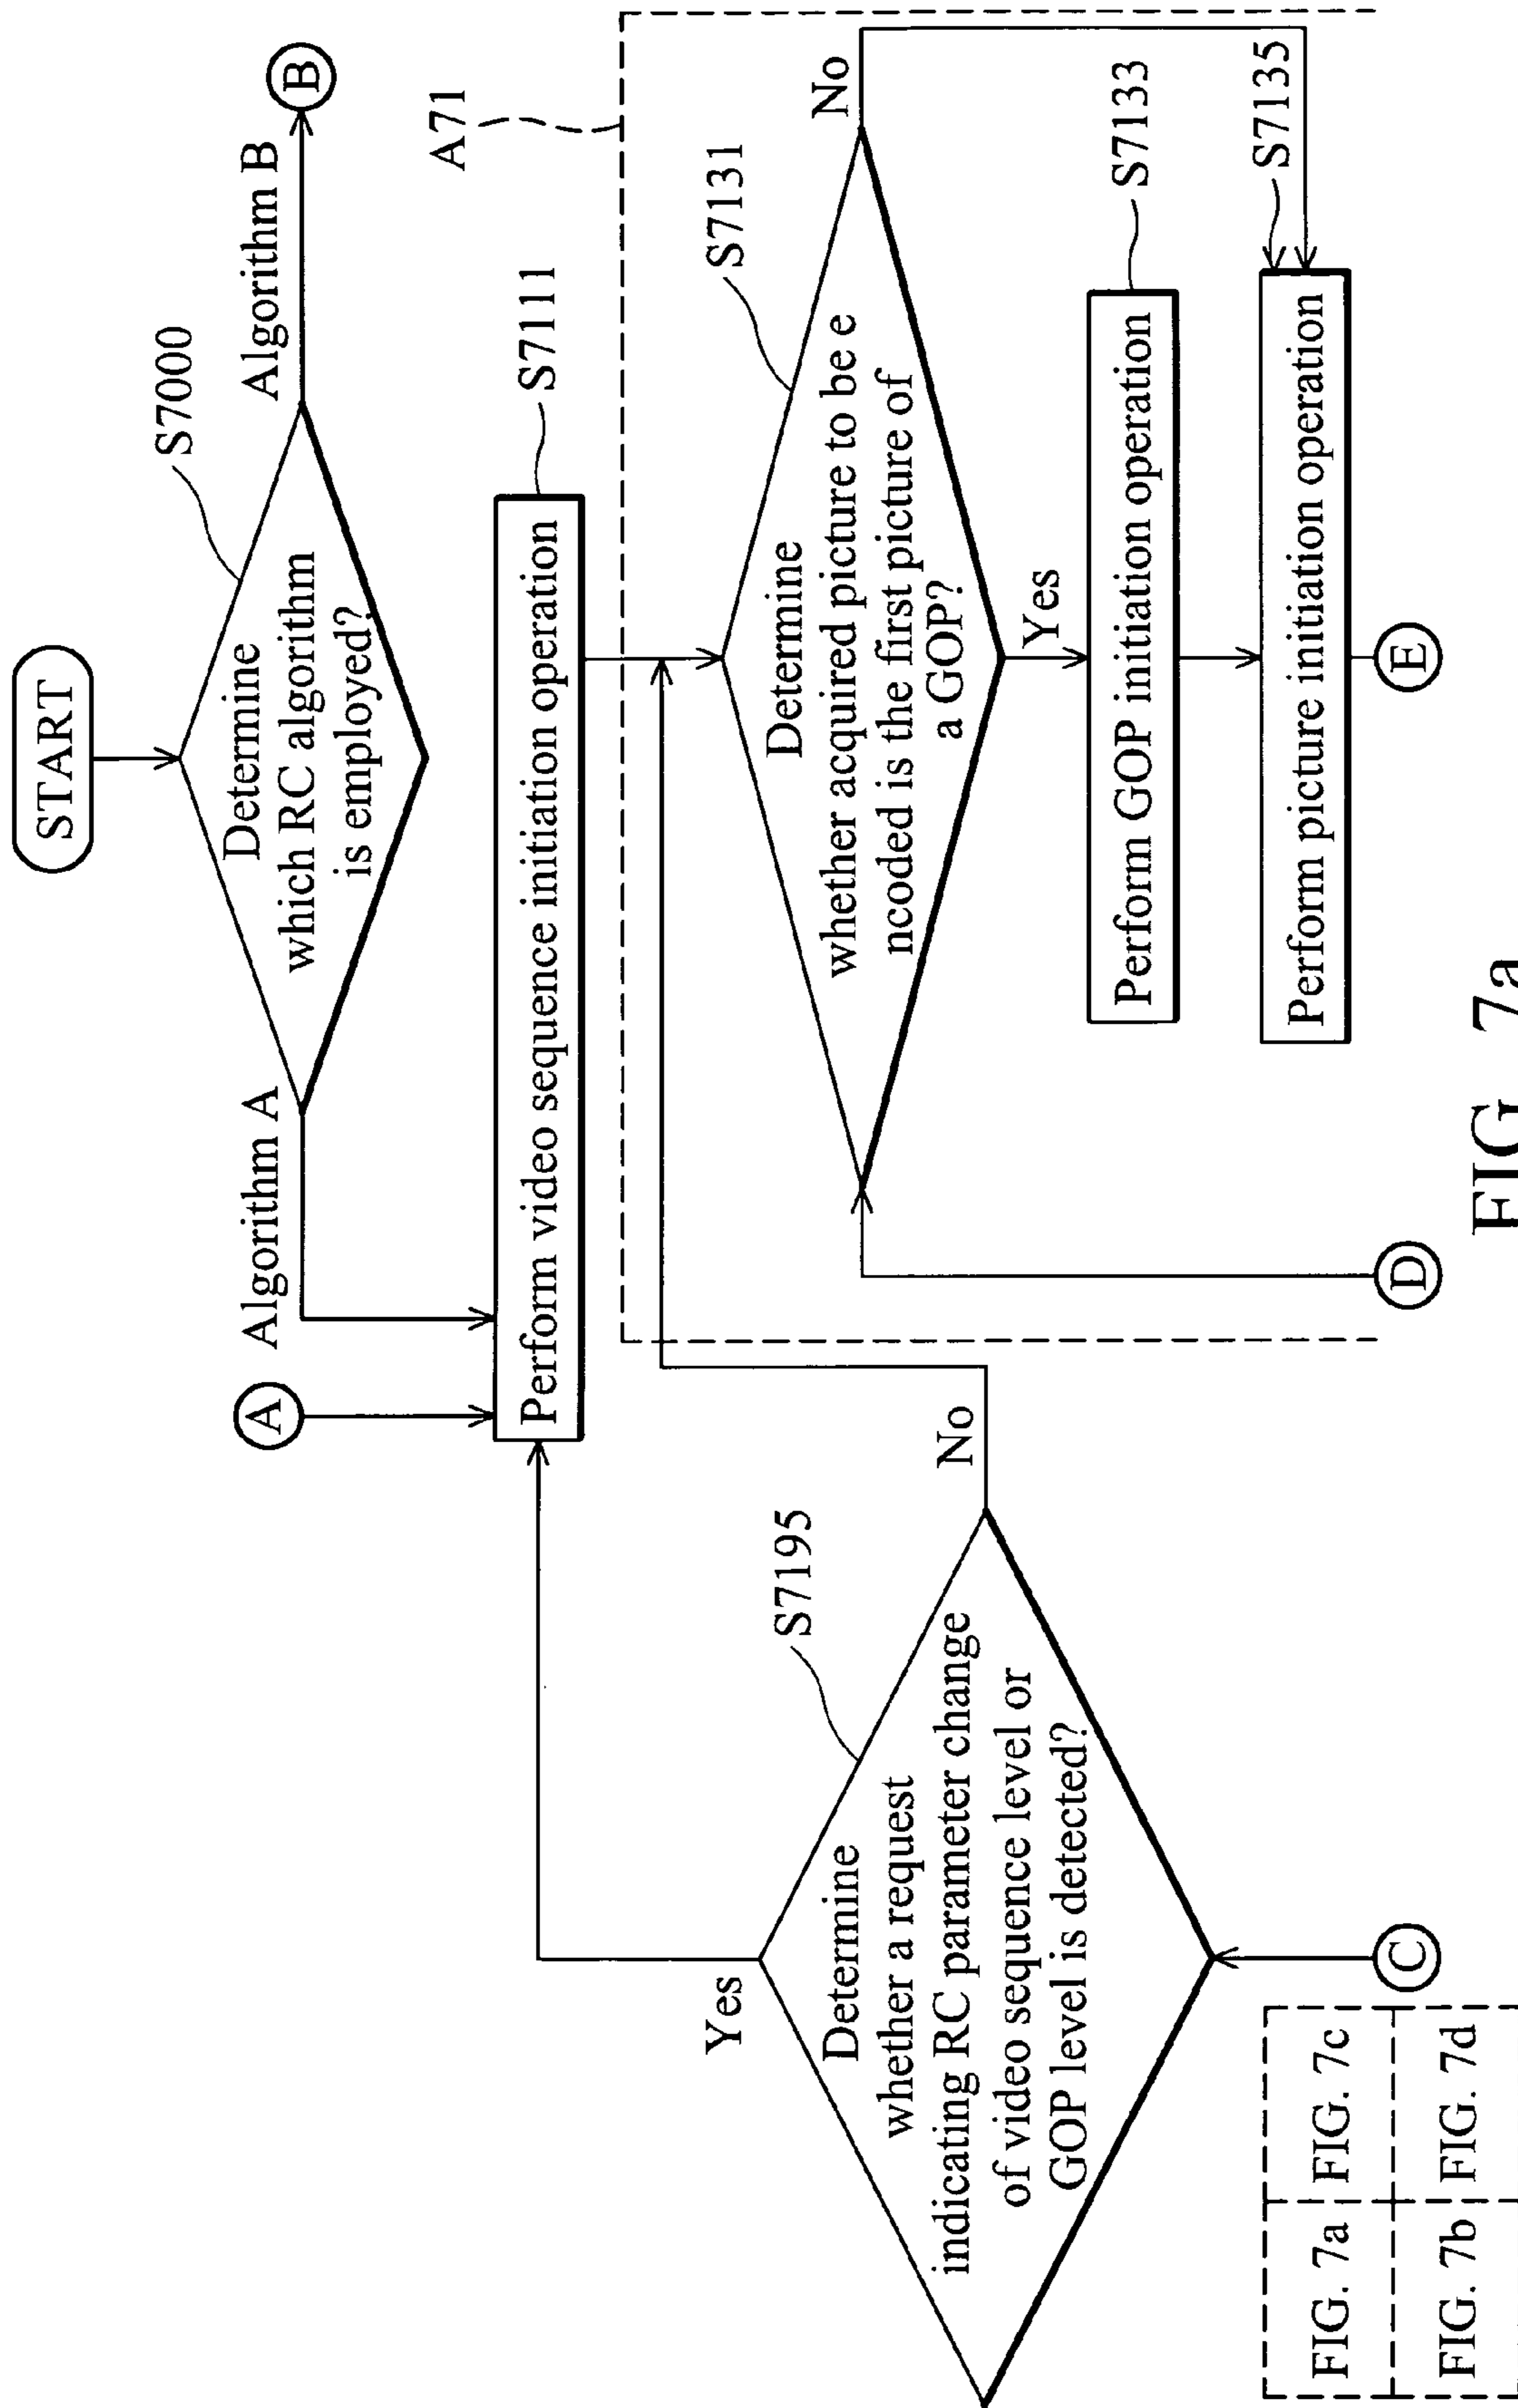 START
Determine
which RC algorithm
is employed?
S7000
Algorithm A
Algorithm B
A
B
Perform video sequence initiation operation
S7111
A71
Determine
whether acquired picture to be e
ncoded is the first picture of
a GOP?
S7131
No
Yes
Perform GOP initiation operation
S7133
Perform picture initiation operation
S7135
E
D
Determine
whether a request
indicating RC parameter change
of video sequence level or
GOP level is detected?
S7195
Yes
No
C
FIG. 7a
FIG. 7c
FIG. 7b
FIG. 7d
FIG. 7a